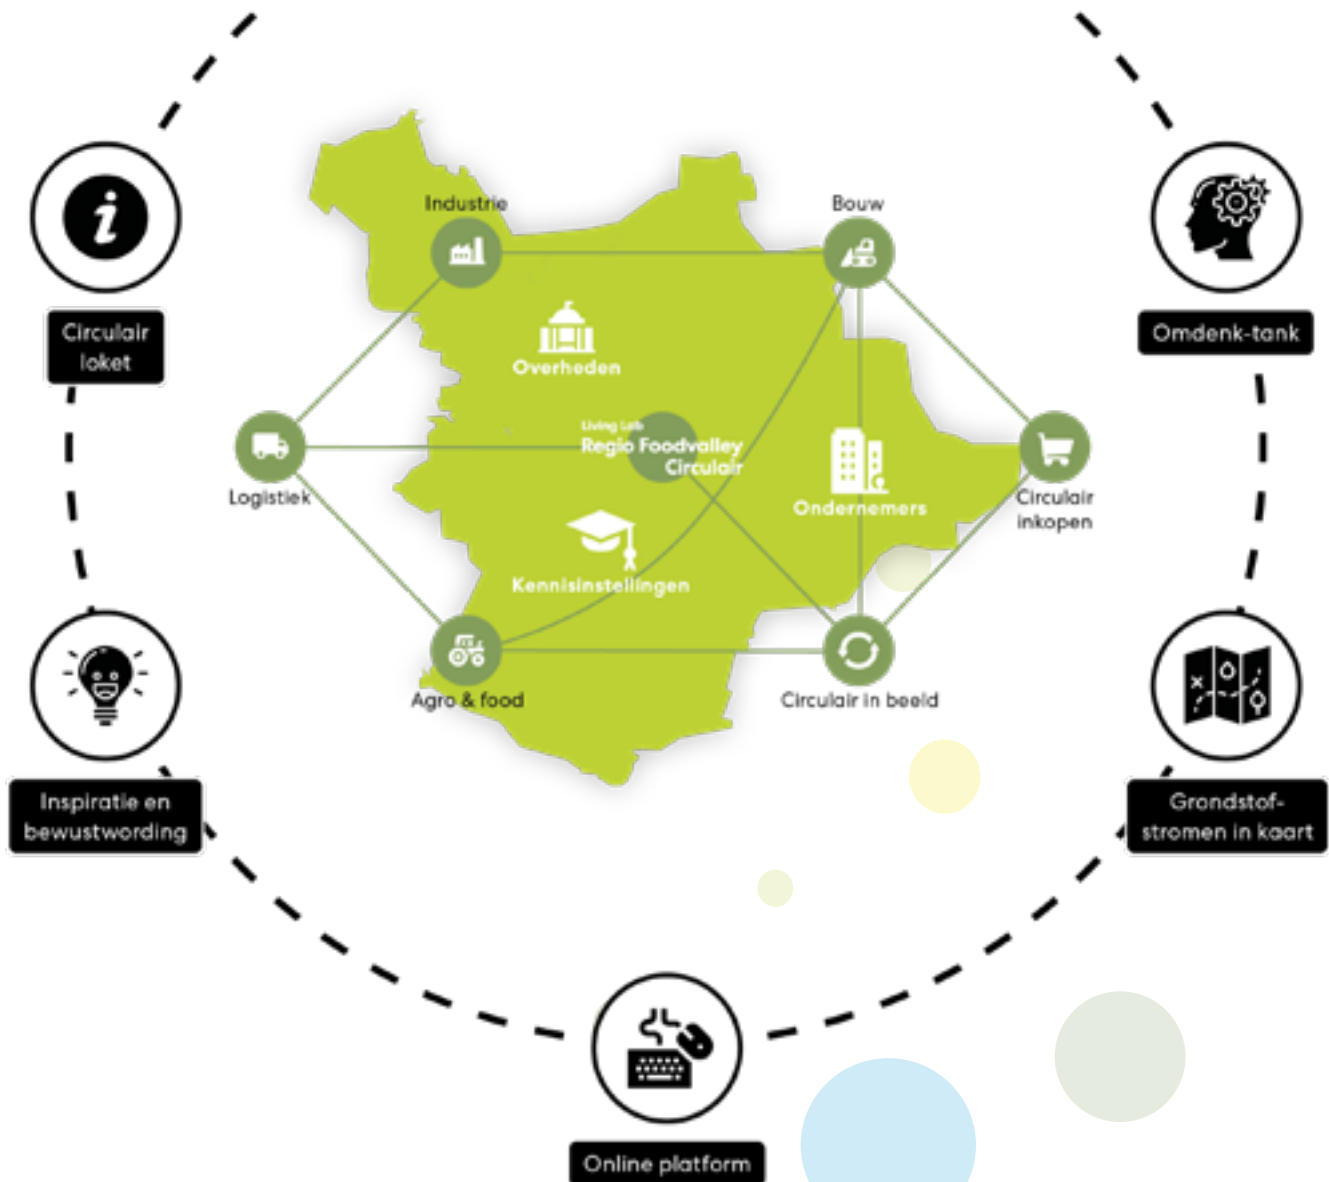 Industrie
Bouw
Circulair
loket
Omdenk-tank
Overheden
Living Lab
Regio Foodvalley
Circulair
Logistiek
Ondernemers
Circulair
inkopen
Kennisinstellingen
Agro & food
Circulair in beeld
Inspiratie en
bewustwording
Grondstof-
stromen in kaart
Online platform